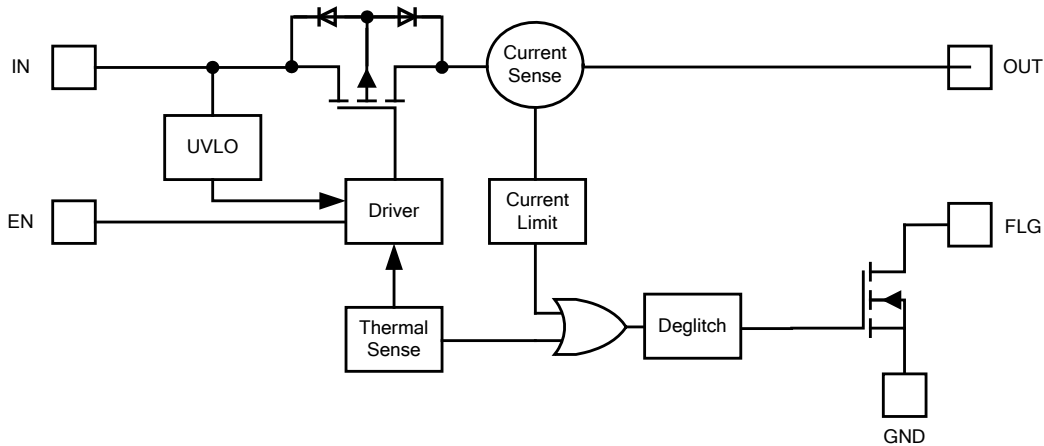 IN
Current
Sense
OUT
UVLO
EN
Driver
Current
Limit
FLG
Thermal
Sense
Deglitch
GND